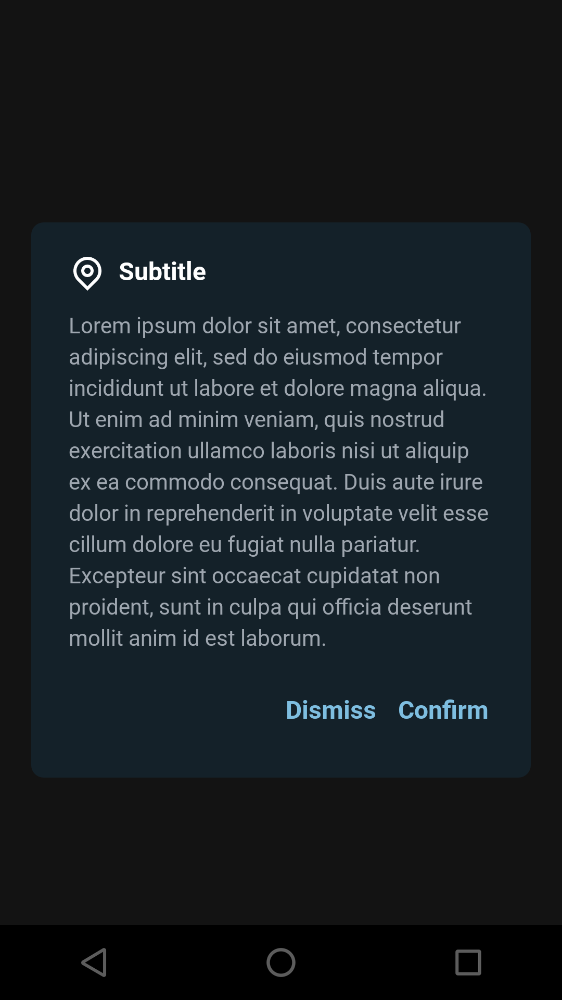 Subtitle
Lorem ipsum dolor sit amet, consectetur
adipiscing elit, sed do eiusmod tempor
incididunt ut labore et dolore magna aliqua.
Ut enim ad minim veniam, quis nostrud
exercitation ullamco laboris nisi ut aliquip
ex ea commodo consequat. Duis aute irure
dolor in reprehenderit in voluptate velit esse
cillum dolore eu fugiat nulla pariatur.
Excepteur sint occaecat cupidatat non
proident, sunt in culpa qui officia deserunt
mollit anim id est laborum.
Dismiss Confirm